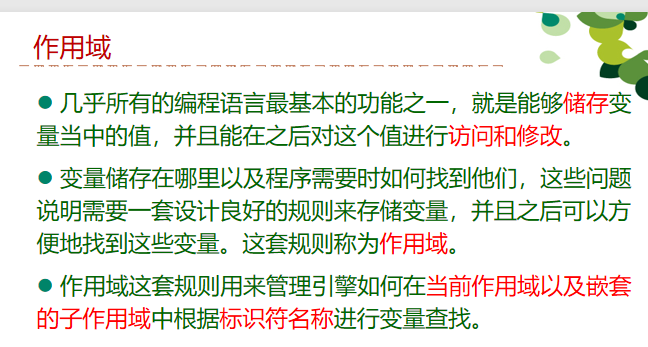 作用域
● 几乎所有的编程语言最基本的功能之一，就是能够储存变
量当中的值，并且能在之后对这个值进行访问和修改。
● 变量储存在哪里以及程序需要时如何找到他们，这些问题
说明需要一套设计良好的规则来存储变量，并且之后可以方
便地找到这些变量。这套规则称为作用域。
● 作用域这套规则用来管理引擎如何在当前作用域以及嵌套
的子作用域中根据标识符名称进行变量查找。